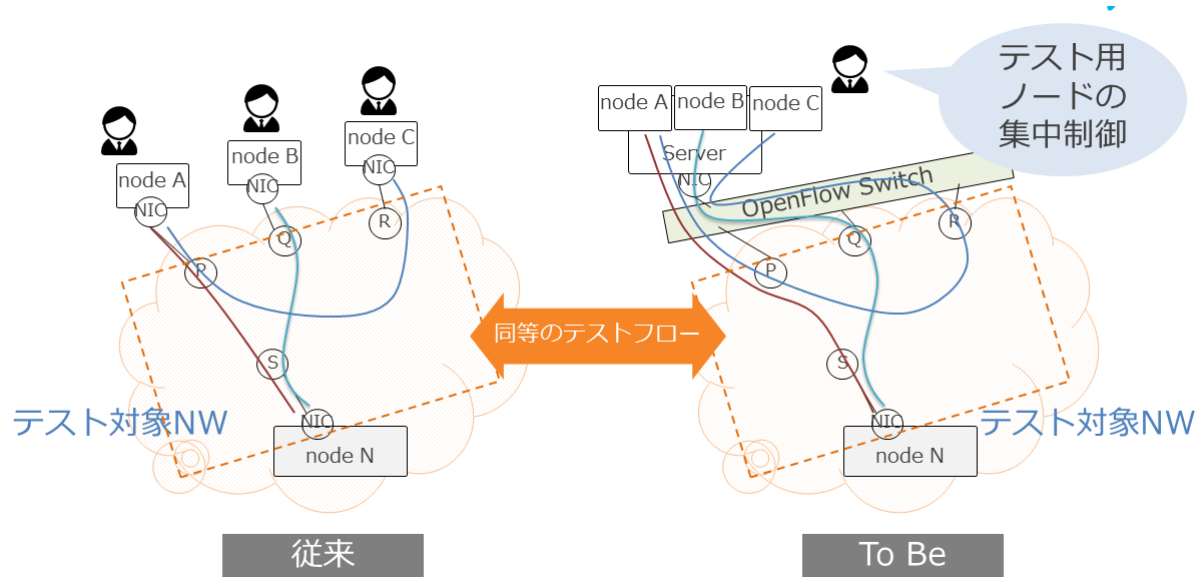 node A
NIC
node B
NIC
node C
NIC
P
Q
R
S
NIC
node N
テスト対象NW
従来
同等のテストフロー
テスト用
ノードの
集中制御
node A
node B
node C
Server
NIC
OpenFlow Switch
P
Q
R
S
NIC
node N
テスト対象NW
To Be